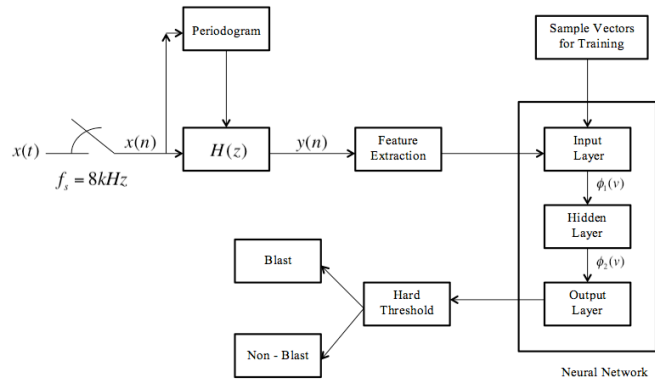 Periodogram
Sample Vectors
for Training
x(t)
x(n)
f_s = 8kHz
H(z)
y(n)
Feature
Extraction
Input
Layer
ϕ₁(v)
Hidden
Layer
ϕ₂(v)
Output
Layer
Blast
Hard
Threshold
Non - Blast
Neural Network